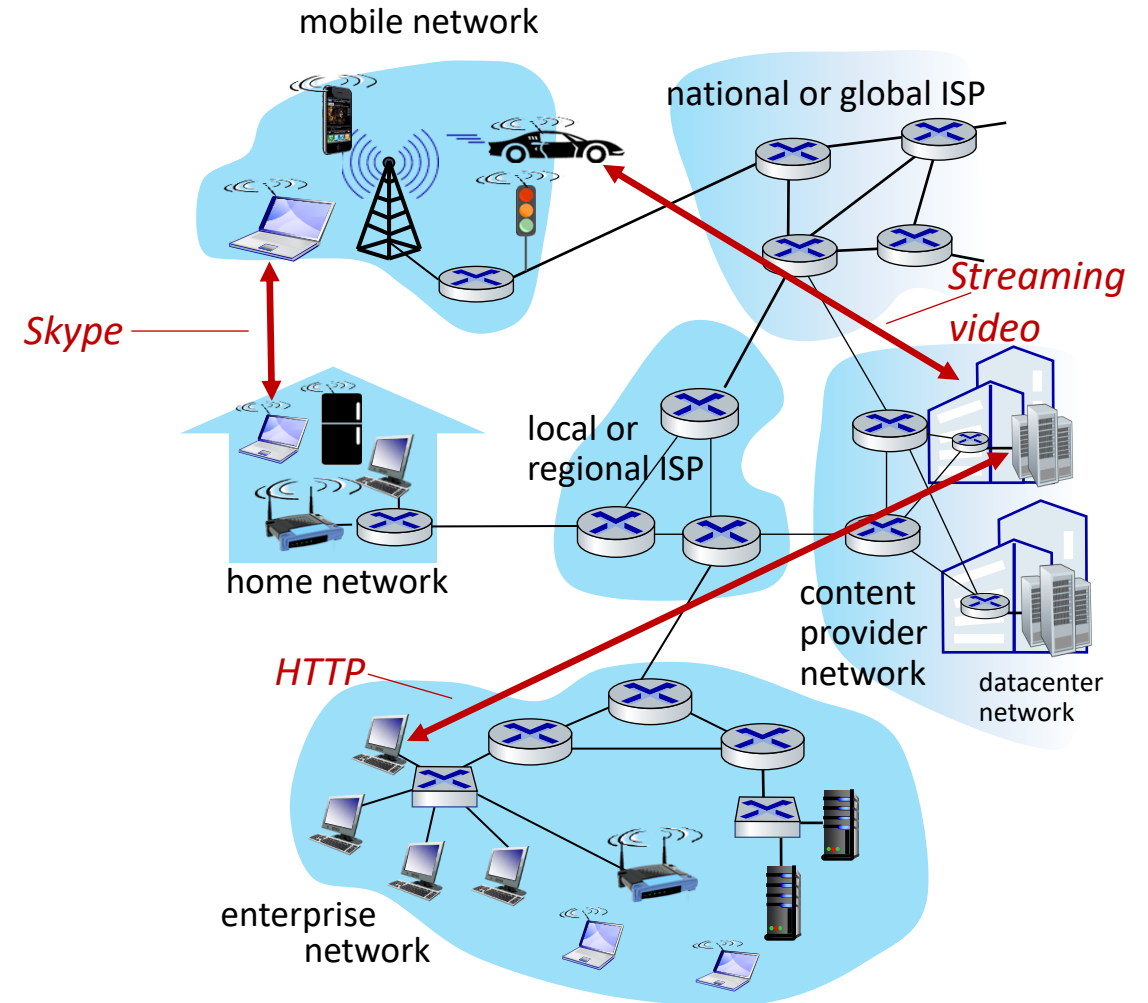 mobile network
national or global ISP
Streaming
video
Skype
local or
regional ISP
home network
content
provider
network
datacenter
network
HTTP
enterprise
network